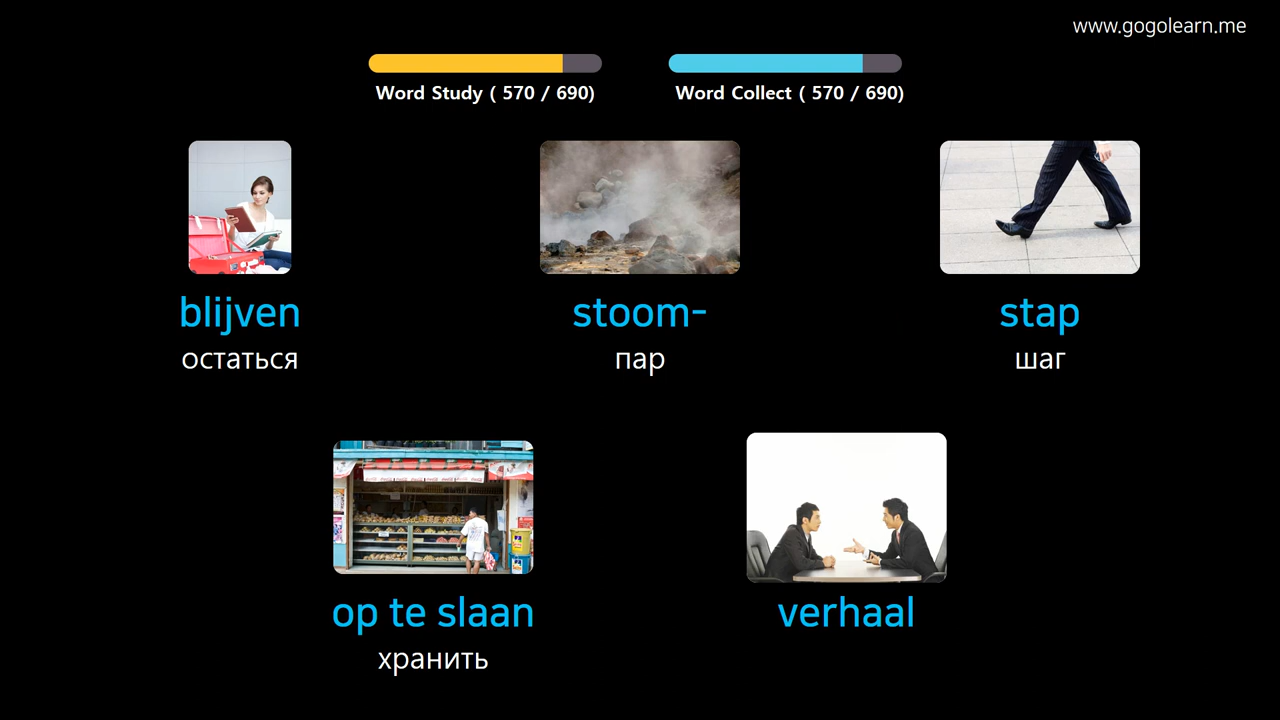 www.gogolearn.me
Word Study ( 570 / 690)
Word Collect ( 570 / 690)
blijven
остаться
stoom-
пар
stap
шаг
op te slaan
хранить
verhaal